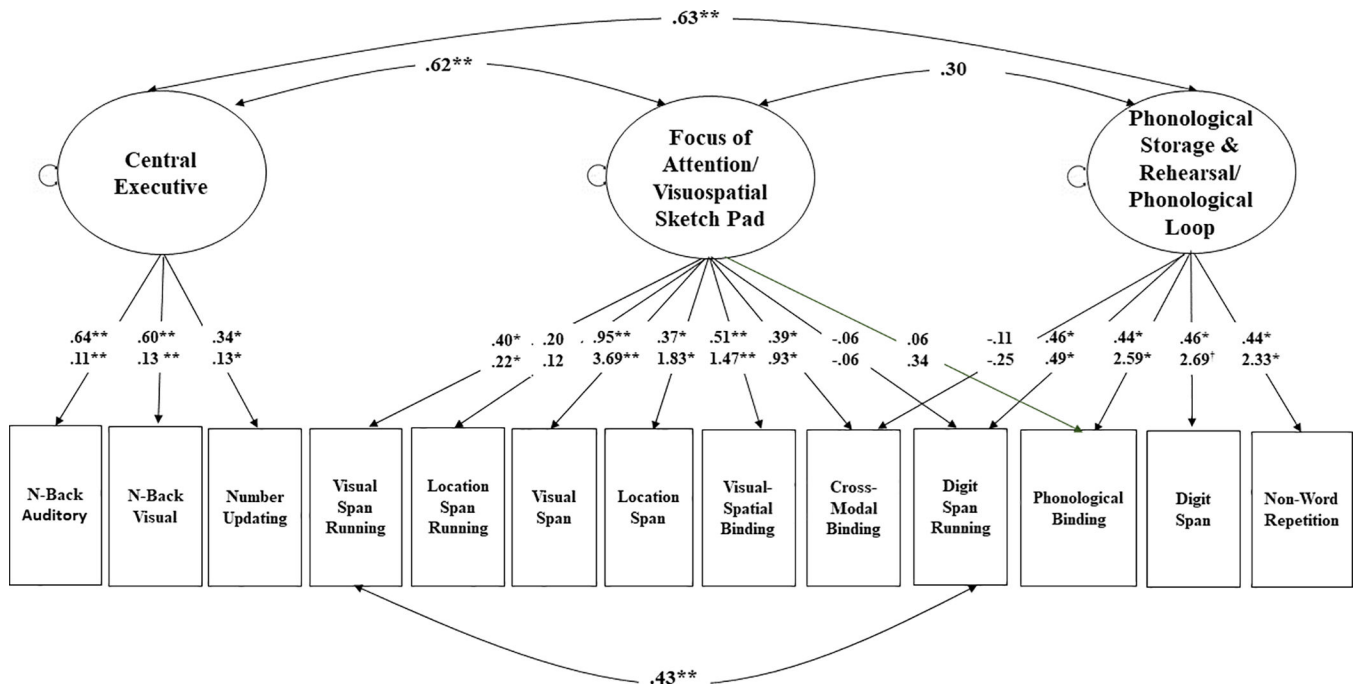 .63**
.62**
.30
Central
Executive
Focus of
Attention/
Visuospatial
Sketch Pad
Phonological
Storage &
Rehearsal/
Phonological
Loop
.64** .60** .34* .40* .20 .95** .37* .51** .39* -.06 .06 -.11 .46* .44* .46* .44*
.11** .13 ** .13* .22* .12 3.69** 1.83* 1.47** .93* -.06 .34 -.25 .49* 2.59* 2.69† 2.33*
N-Back
Auditory
N-Back
Visual
Number
Updating
Visual
Span
Running
Location
Span
Running
Visual
Span
Location
Span
Visual-
Spatial
Binding
Cross-
Modal
Binding
Digit
Span
Running
Phonological
Binding
Digit
Span
Non-Word
Repetition
.43**